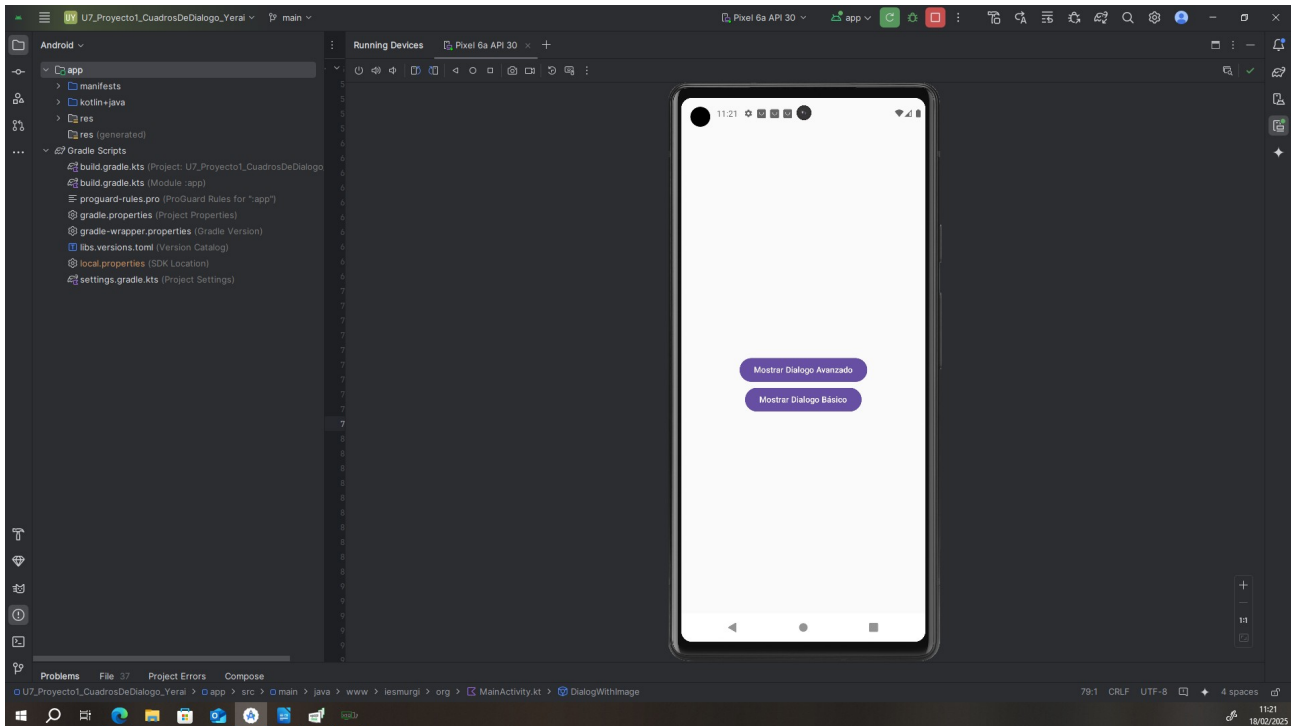 UY U7_Proyecto1_CuadrosDeDialogo_Yerai main Pixel 6a API 30 app
Android Running Devices Pixel 6a API 30
app
manifests
kotlin+java
res
res (generated)
Gradle Scripts
build.gradle.kts (Project: U7_Proyecto1_CuadrosDeDialogo
build.gradle.kts (Module :app)
proguard-rules.pro (ProGuard Rules for ":app")
gradle.properties (Project Properties)
gradle-wrapper.properties (Gradle Version)
libs.versions.toml (Version Catalog)
local.properties (SDK Location)
settings.gradle.kts (Project Settings)
11:21
Mostrar Dialogo Avanzado
Mostrar Dialogo Básico
1:1
Problems File 37 Project Errors Compose
U7_Proyecto1_CuadrosDeDialogo_Yerai > app > src > main > java > www > iesmurgi > org > MainActivity.kt > DialogWithImage 79:1 CRLF UTF-8 4 spaces
11:21
18/02/2025